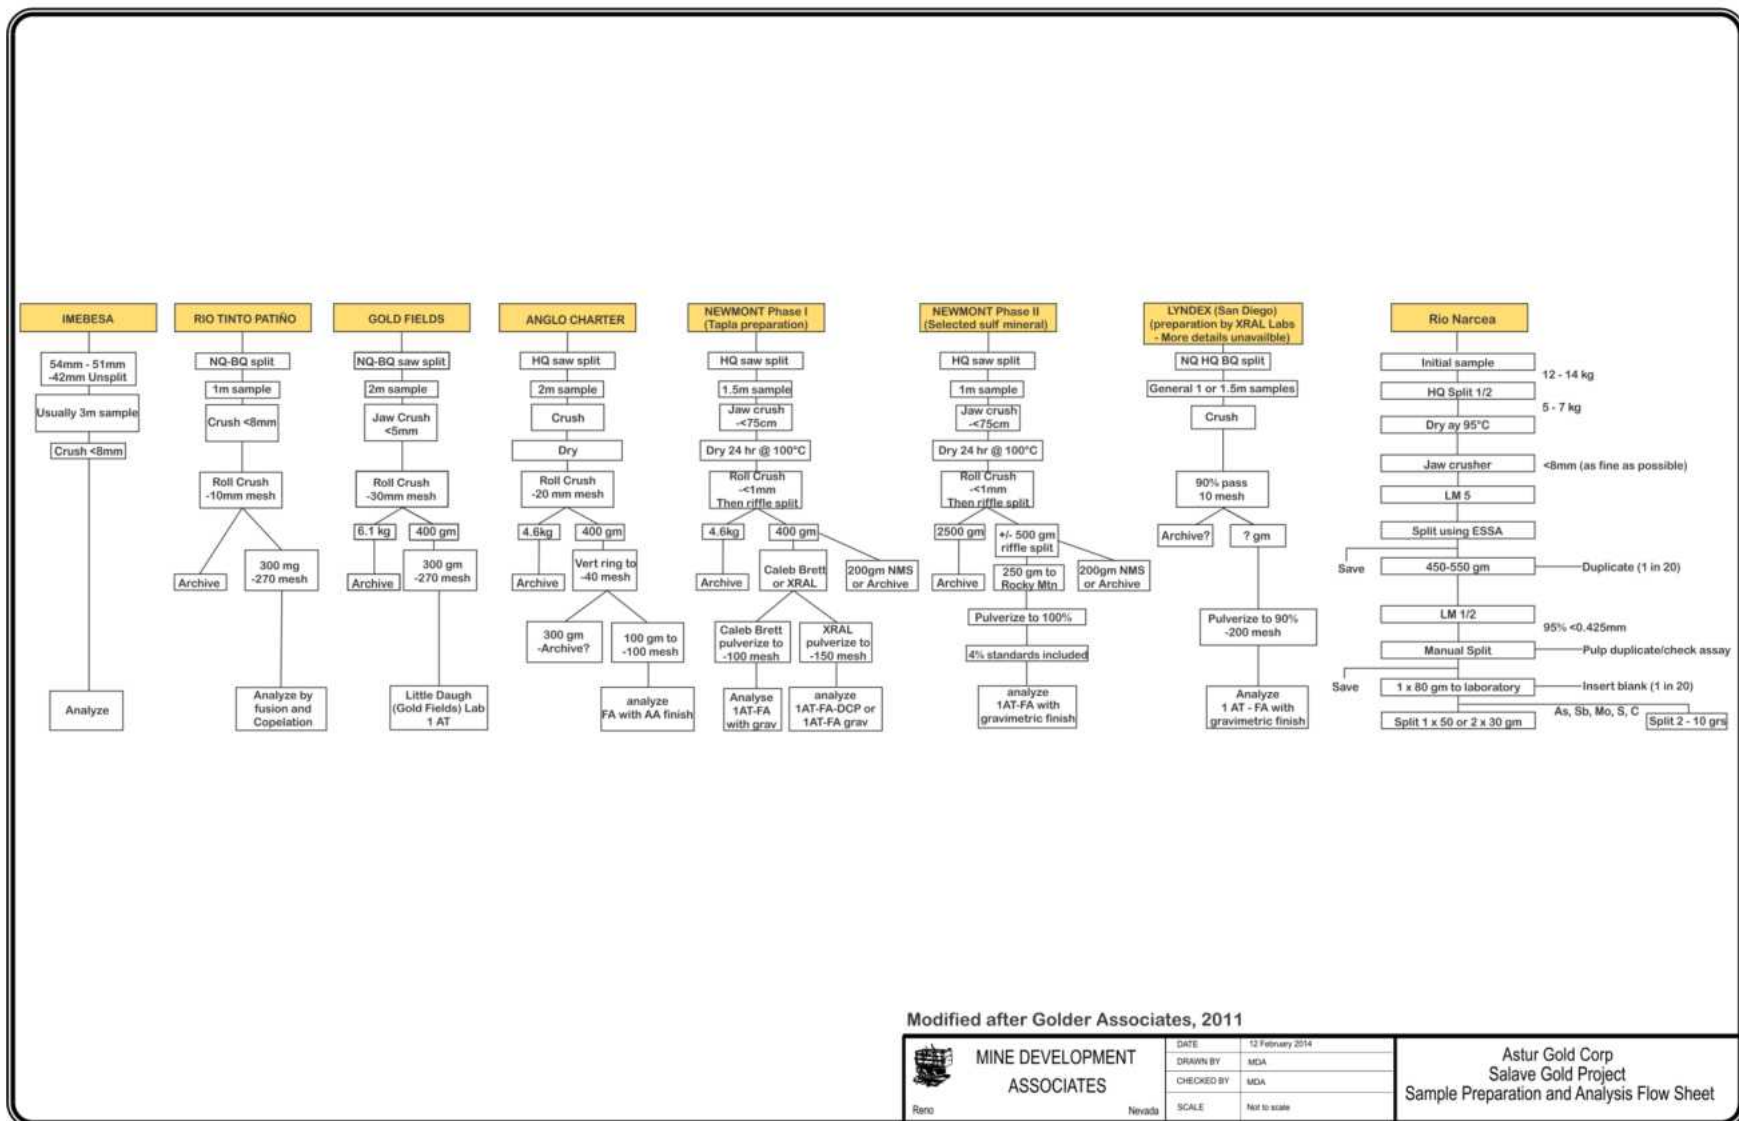 IMEBESA
54mm - 51mm
-42mm Unsplit
Usually 3m sample
Crush <8mm
Analyze
RIO TINTO PATIÑO
NQ-BQ split
1m sample
Crush <8mm
Roll Crush
-10mm mesh
Archive
300 mg
-270 mesh
Analyze by
fusion and
Copelation
GOLD FIELDS
NQ-BQ saw split
2m sample
Jaw Crush
<5mm
Roll Crush
-30mm mesh
6.1 kg
400 gm
Archive
300 gm
-270 mesh
Little Daugh
(Gold Fields) Lab
1 AT
ANGLO CHARTER
HQ saw split
2m sample
Crush
Dry
Roll Crush
-20 mm mesh
4.6kg
400 gm
Archive
Vert ring to
-40 mesh
300 gm
-Archive?
100 gm to
-100 mesh
analyze
FA with AA finish
NEWMONT Phase I
(Tapla preparation)
HQ saw split
1.5m sample
Jaw crush
-<75cm
Dry 24 hr @ 100°C
Roll Crush
-<1mm
Then riffle split
4.6kg
400 gm
Archive
Caleb Brett
or XRAL
200gm NMS
or Archive
Caleb Brett
pulverize to
-100 mesh
XRAL
pulverize to
-150 mesh
Analyse
1AT-FA
with grav
analyze
1AT-FA-DCP or
1AT-FA grav
NEWMONT Phase II
(Selected sulf mineral)
HQ saw split
1m sample
Jaw crush
-<75cm
Dry 24 hr @ 100°C
Roll Crush
-<1mm
Then riffle split
2500 gm
+/- 500 gm
riffle split
Archive
250 gm to
Rocky Mtn
200gm NMS
or Archive
Pulverize to 100%
4% standards included
analyze
1AT-FA with
gravimetric finish
LYNDEX (San Diego)
(preparation by XRAL Labs
- More details unavailble)
NQ HQ BQ split
General 1 or 1.5m samples
Crush
90% pass
10 mesh
Archive?
? gm
Pulverize to 90%
-200 mesh
Analyze
1 AT - FA with
gravimetric finish
Rio Narcea
Initial sample
12 - 14 kg
HQ Split 1/2
5 - 7 kg
Dry ay 95°C
Jaw crusher
<8mm (as fine as possible)
LM 5
Split using ESSA
Save
450-550 gm
Duplicate (1 in 20)
LM 1/2
95% <0.425mm
Manual Split
Pulp duplicate/check assay
Save
1 x 80 gm to laboratory
Insert blank (1 in 20)
As, Sb, Mo, S, C
Split 1 x 50 or 2 x 30 gm
Split 2 - 10 grs
Modified after Golder Associates, 2011
MINE DEVELOPMENT
ASSOCIATES
Reno
Nevada
DATE
12 February 2014
DRAWN BY
MDA
CHECKED BY
MDA
SCALE
Not to scale
Astur Gold Corp
Salave Gold Project
Sample Preparation and Analysis Flow Sheet